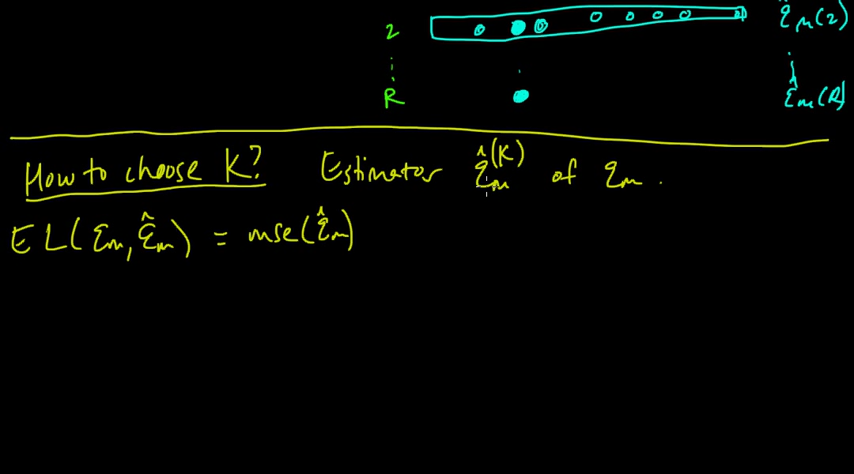 2 ε̂m(2)
R ε̂m(R)
How to choose K? Estimator ε̂m^(K) of εm.
E L(εm, ε̂m) = mse(ε̂m)